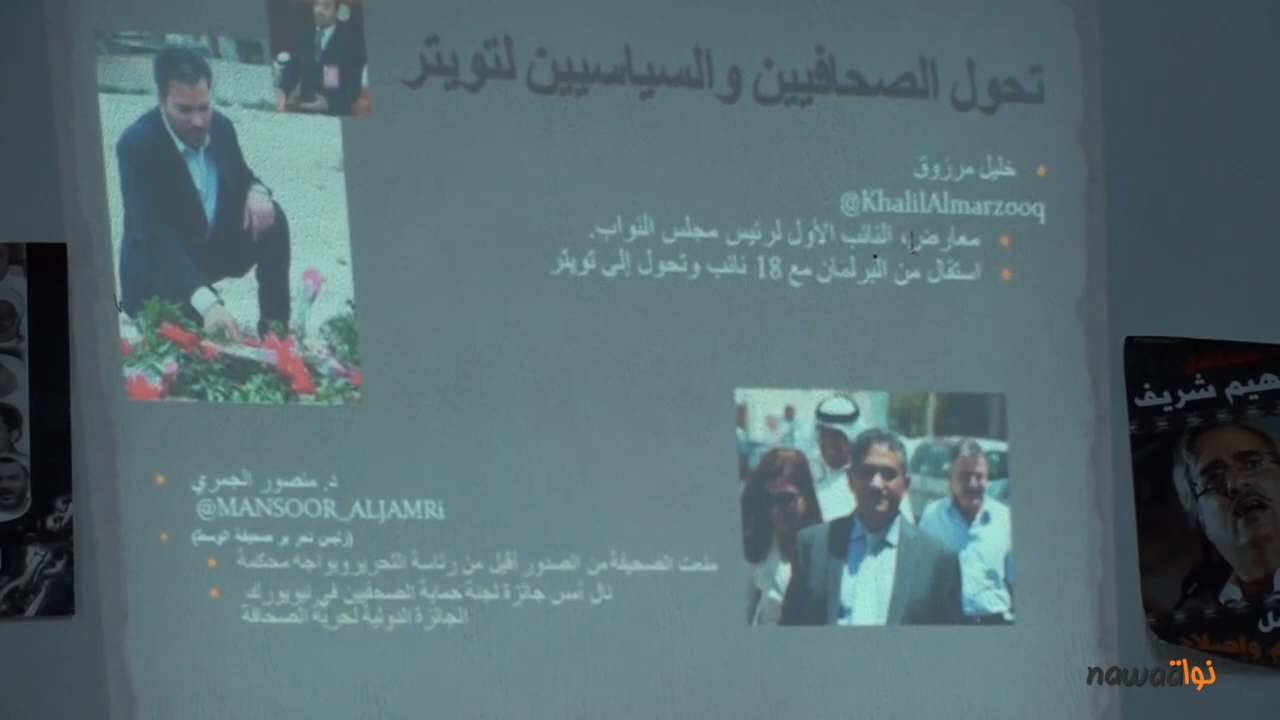 تحول الصحافيين والسياسيين لتويتر
خليل مرزوق
@KhalilAlmarzooq
معارض، النائب الأول لرئيس مجلس النواب.
استقال من البرلمان مع 18 نائب وتحول إلى تويتر
د. منصور الجمري
@MANSOOR_ALJAMRi
(رئيس تحرير صحيفة الوسط)
منعت الصحيفة من الصدور أقيل من رئاسة التحرير ويواجه محكمة
نال أمس جائزة لجنة حماية الصحفيين في نيويورك
الجائزة الدولية لحرية الصحافة
هيم شريف
nawaat نواة